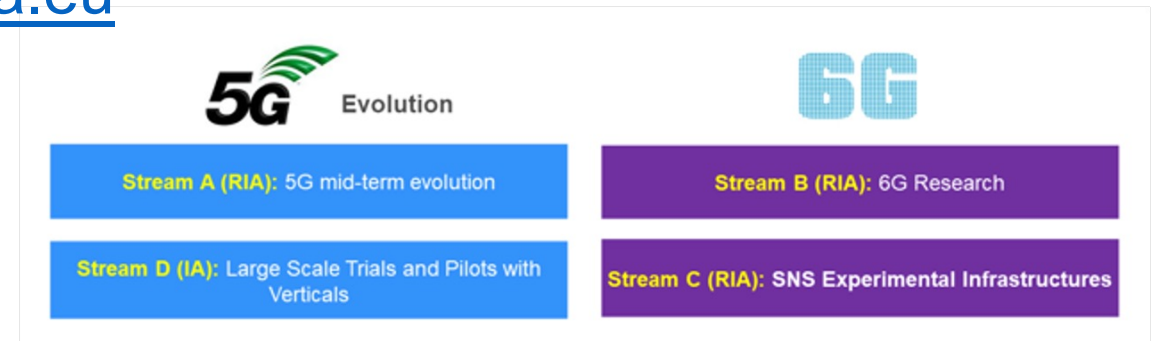 a.eu
5G Evolution
6G
Stream A (RIA): 5G mid-term evolution
Stream B (RIA): 6G Research
Stream D (IA): Large Scale Trials and Pilots with
Verticals
Stream C (RIA): SNS Experimental Infrastructures